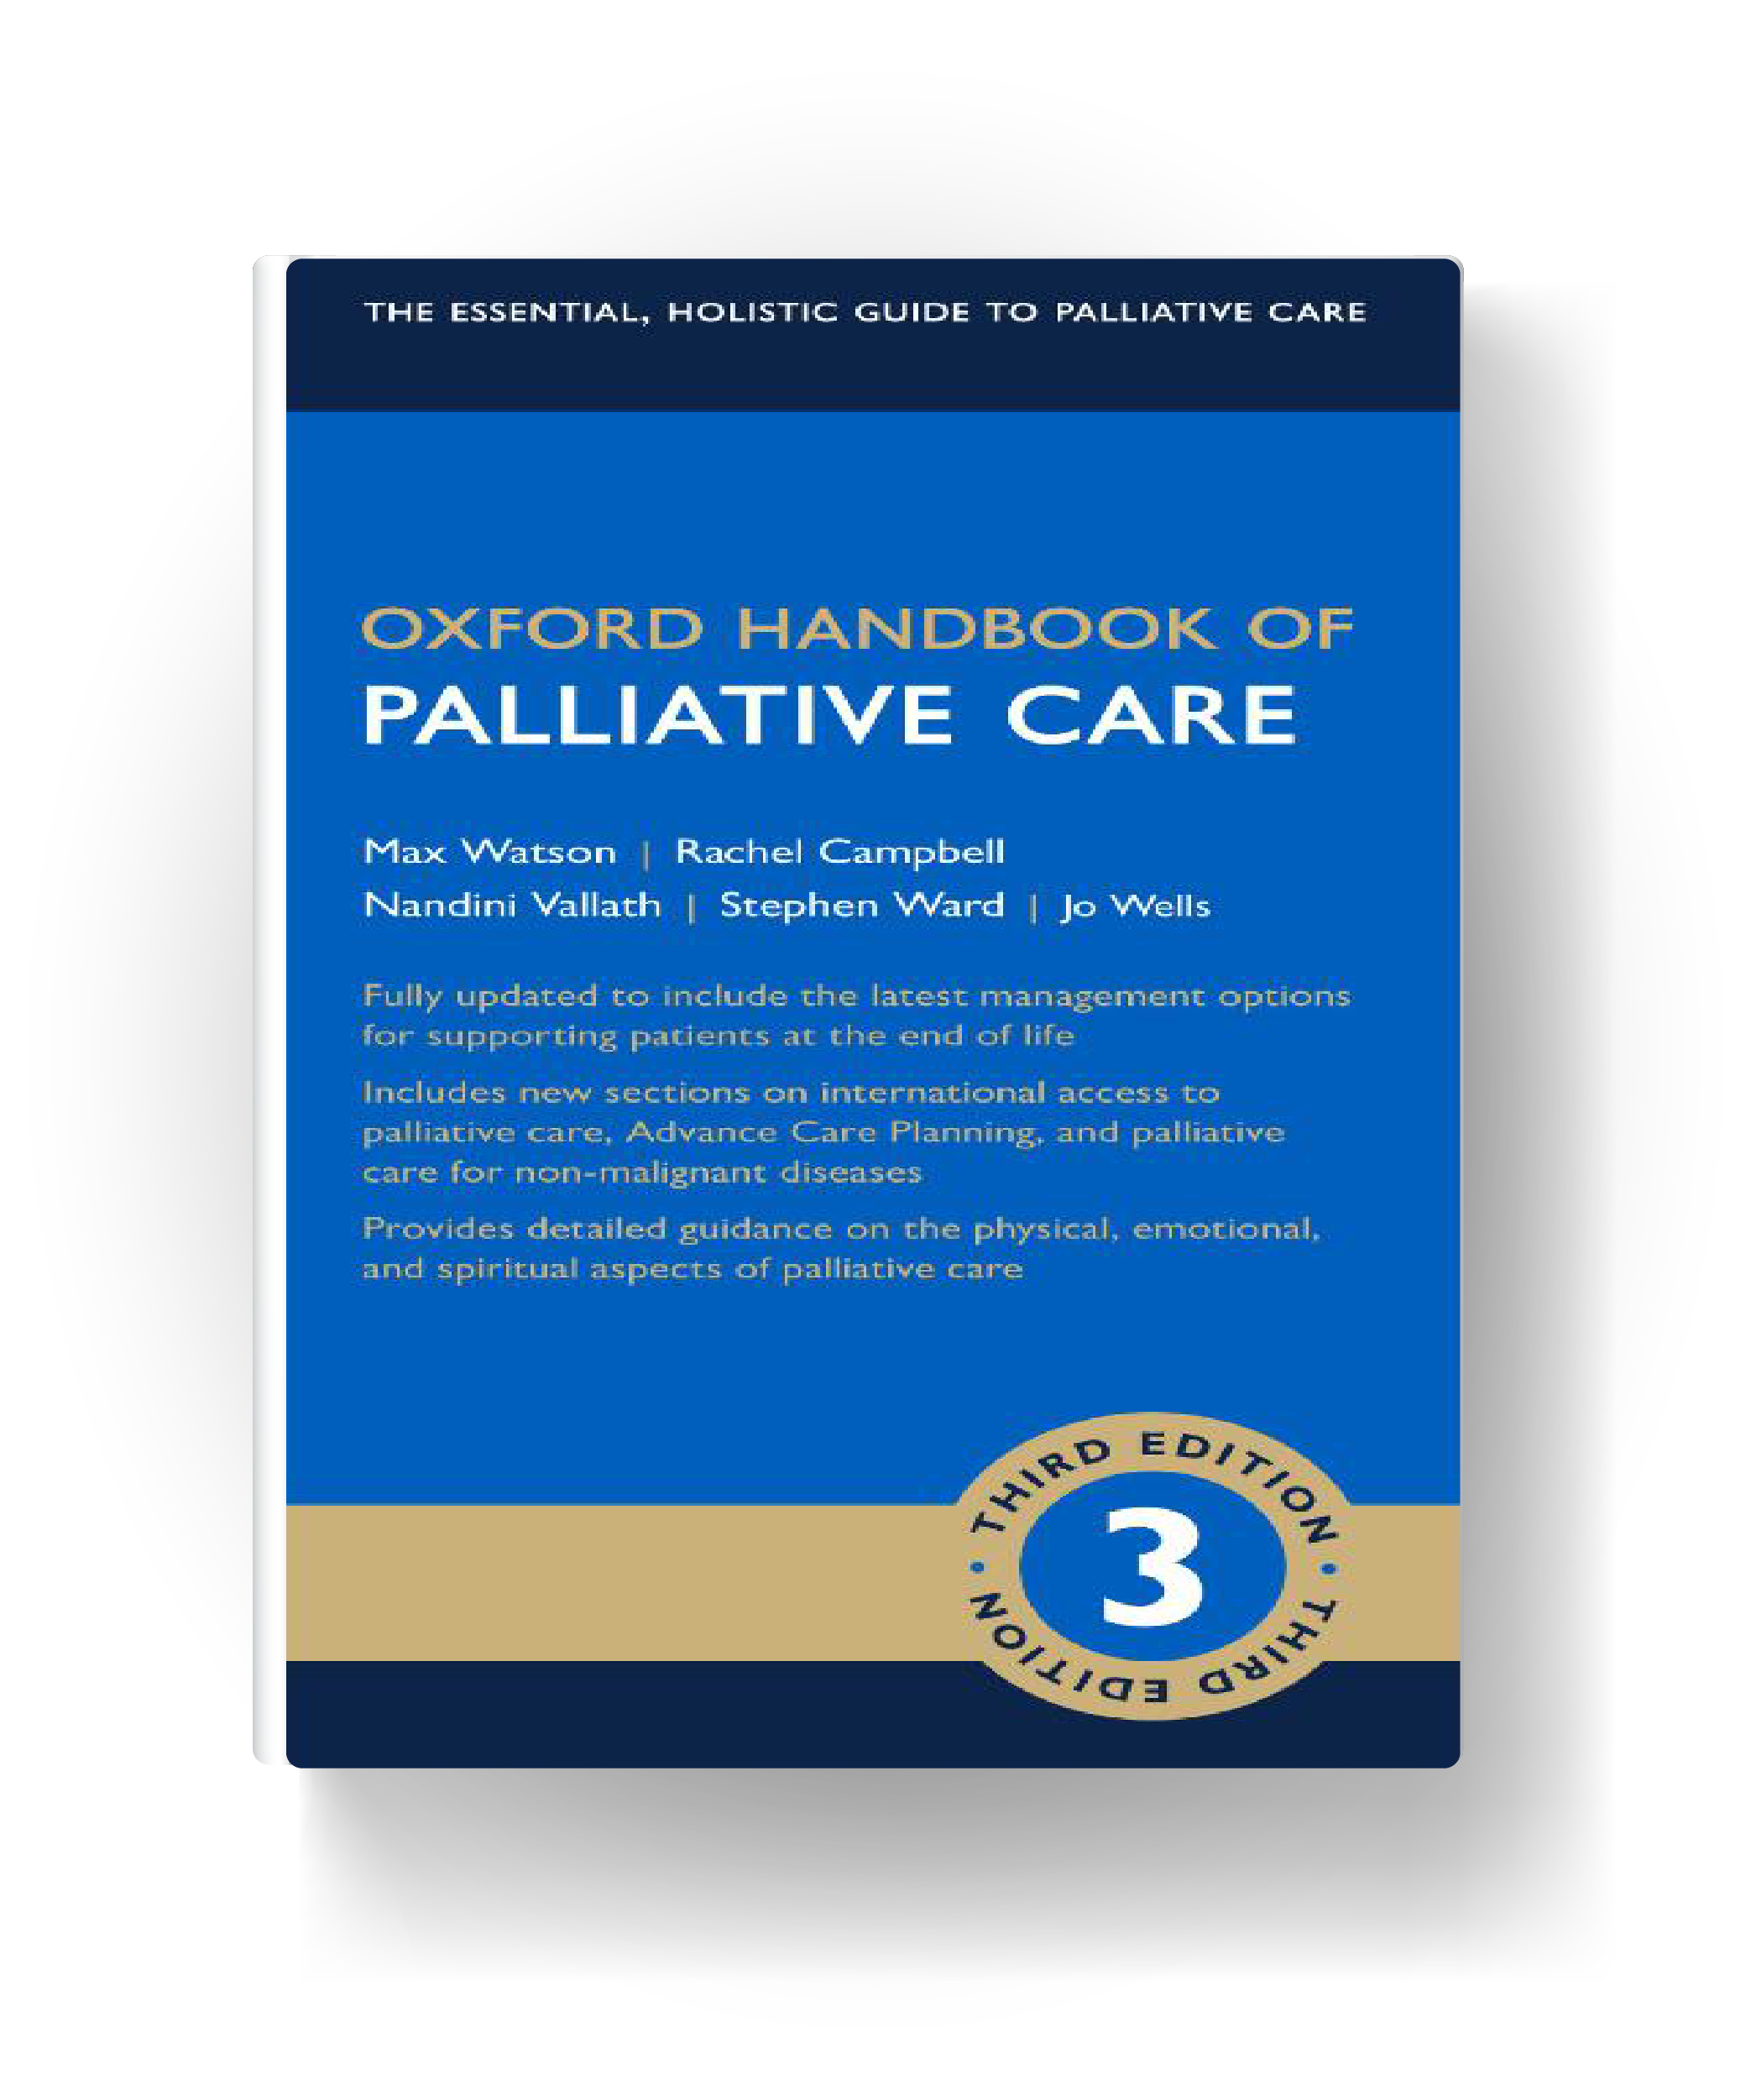 THE ESSENTIAL, HOLISTIC GUIDE TO PALLIATIVE CARE
OXFORD HANDBOOK OF
PALLIATIVE CARE
Max Watson | Rachel Campbell
Nandini Vallath | Stephen Ward | Jo Wells
Fully updated to include the latest management options
for supporting patients at the end of life
Includes new sections on international access to
palliative care, Advance Care Planning, and palliative
care for non-malignant diseases
Provides detailed guidance on the physical, emotional,
and spiritual aspects of palliative care
THIRD EDITION
3
THIRD EDITION